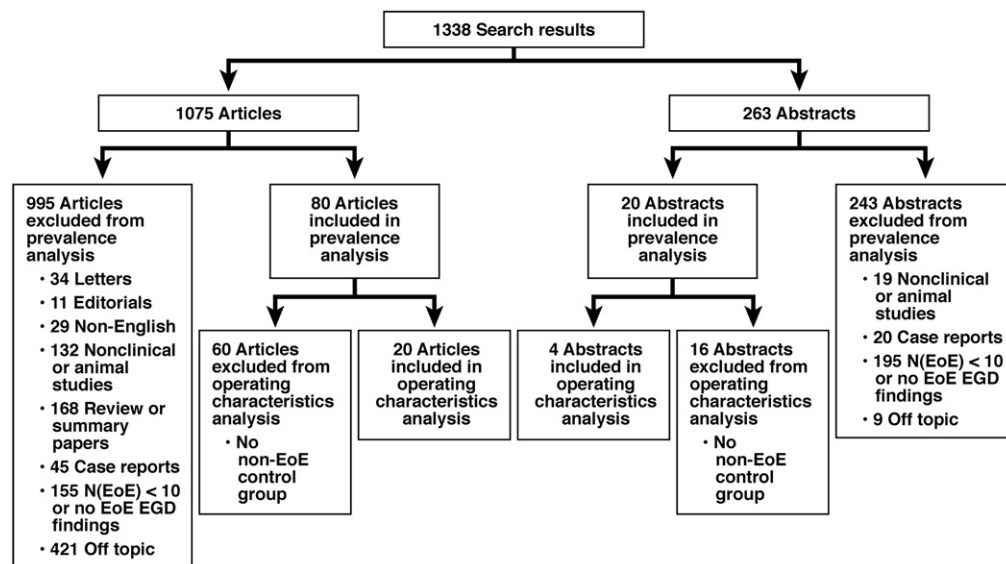 1338 Search results
1075 Articles
263 Abstracts
995 Articles
excluded from
prevalence
analysis
• 34 Letters
• 11 Editorials
• 29 Non-English
• 132 Nonclinical
or animal
studies
• 168 Review or
summary
papers
• 45 Case reports
• 155 N(EoE) < 10
or no EoE EGD
findings
• 421 Off topic
80 Articles
included in
prevalence
analysis
20 Abstracts
included in
prevalence
analysis
243 Abstracts
excluded from
prevalence
analysis
• 19 Nonclinical
or animal
studies
• 20 Case reports
• 195 N(EoE) < 10
or no EoE EGD
findings
• 9 Off topic
60 Articles
excluded from
operating
characteristics
analysis
• No
non-EoE
control
group
20 Articles
included in
operating
characteristics
analysis
4 Abstracts
included in
operating
characteristics
analysis
16 Abstracts
excluded from
operating
characteristics
analysis
• No
non-EoE
control
group